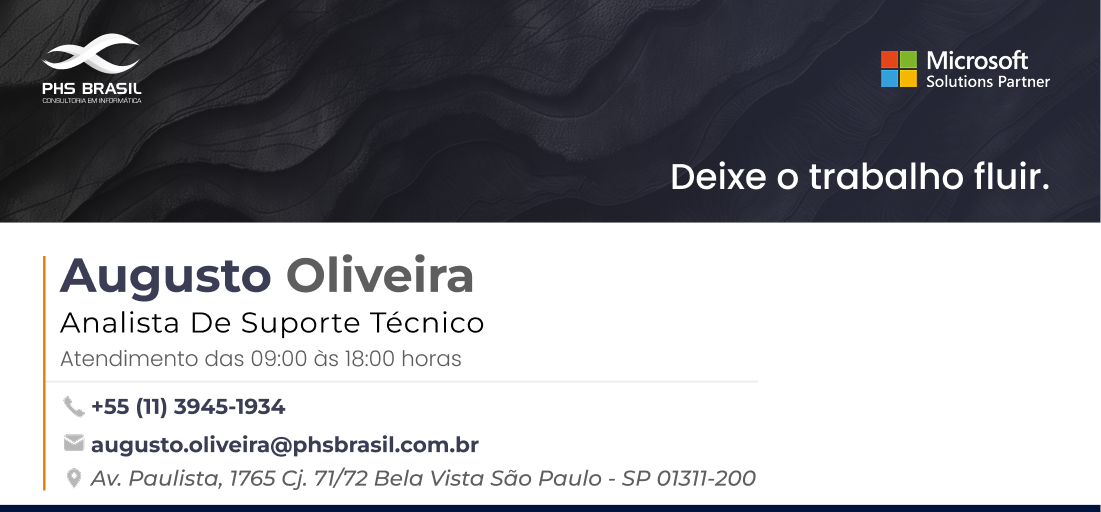 PHS BRASIL
CONSULTORIA EM INFORMÁTICA
Microsoft
Solutions Partner
Deixe o trabalho fluir.
Augusto Oliveira
Analista De Suporte Técnico
Atendimento das 09:00 às 18:00 horas
+55 (11) 3945-1934
augusto.oliveira@phsbrasil.com.br
Av. Paulista, 1765 Cj. 71/72 Bela Vista São Paulo - SP 01311-200